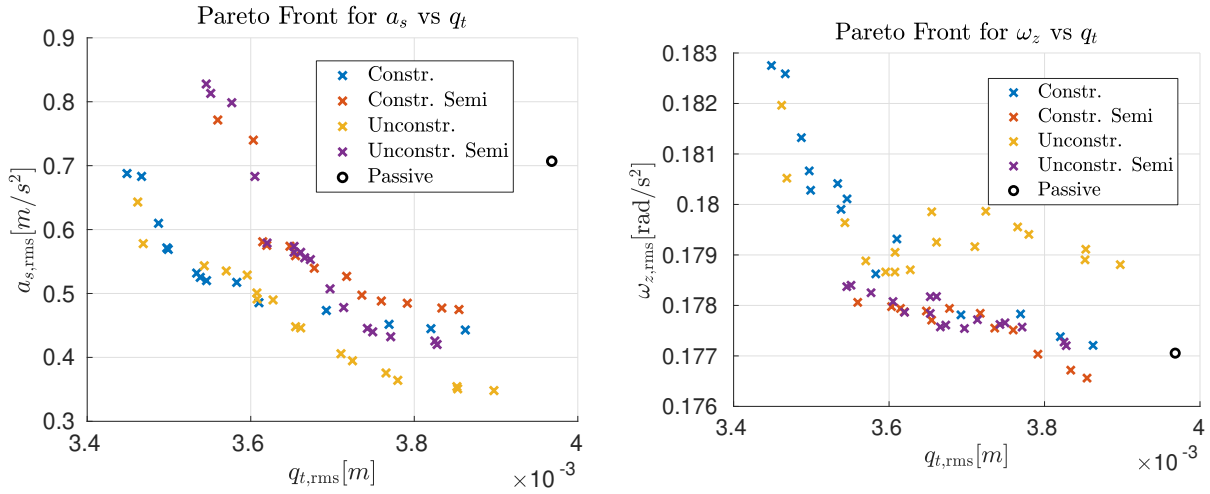 Pareto Front for a_s vs q_t
0.9
0.8
0.7
0.6
0.5
0.4
0.3
a_{s,rms}[m/s^2]
Constr.
Constr. Semi
Unconstr.
Unconstr. Semi
Passive
3.4
3.6
3.8
4
q_{t,rms}[m]
×10^{-3}
Pareto Front for ω_z vs q_t
0.183
0.182
0.181
0.18
0.179
0.178
0.177
0.176
ω_{z,rms}[rad/s^2]
Constr.
Constr. Semi
Unconstr.
Unconstr. Semi
Passive
3.4
3.6
3.8
4
q_{t,rms}[m]
×10^{-3}